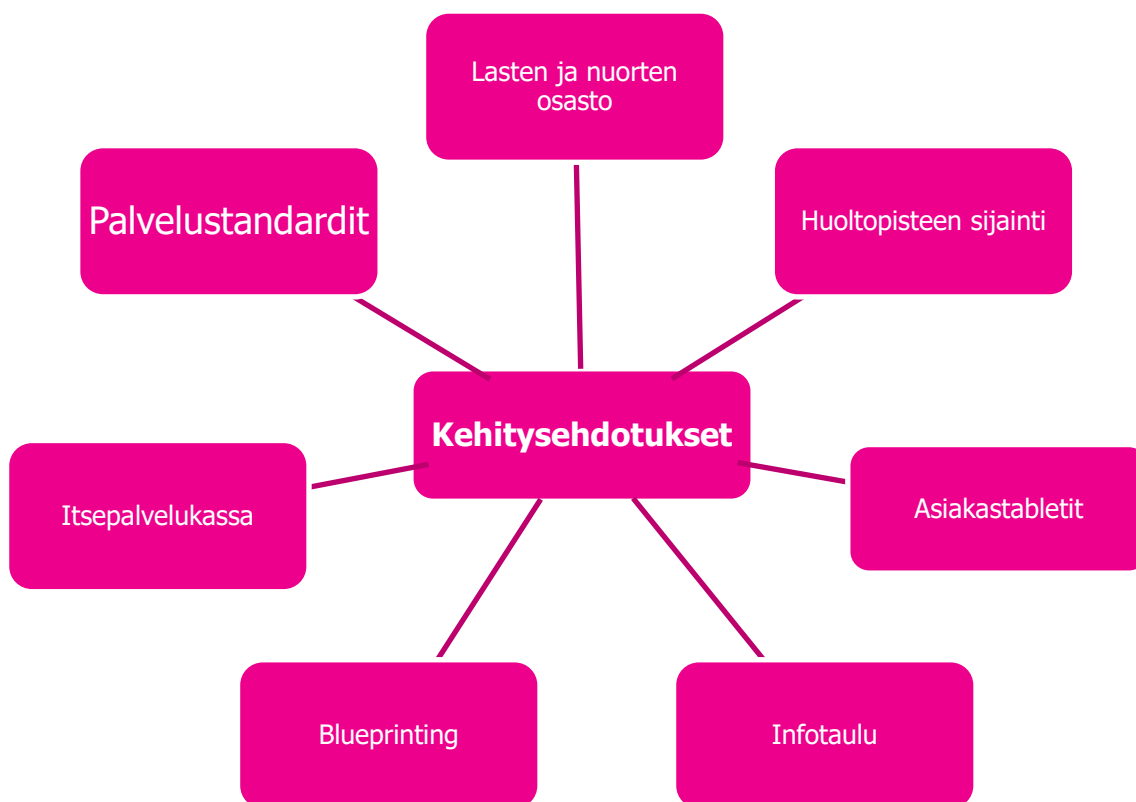 Lasten ja nuorten
osasto
Palvelustandardit
Huoltopisteen sijainti
Kehitysehdotukset
Itsepalvelukassa
Asiakastabletit
Blueprinting
Infotaulu